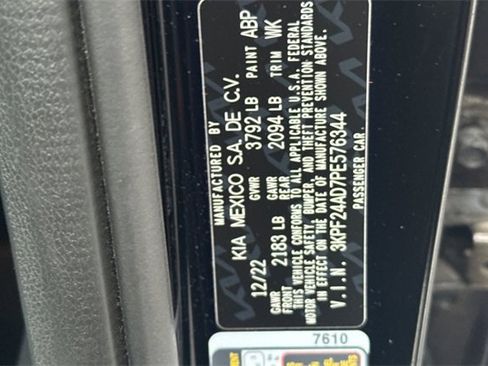 MANUFACTURED BY
KIA MEXICO S.A. DE C.V.
12/22 GVWR 3792 LB PAINT ABP
GAWR FRONT 2183 LB GAWR REAR 2094 LB TRIM WK
THIS VEHICLE CONFORMS TO ALL APPLICABLE U.S.A. FEDERAL
MOTOR VEHICLE SAFETY, BUMPER, AND THEFT PREVENTION STANDARDS
IN EFFECT ON THE DATE OF MANUFACTURE SHOWN ABOVE.
V.I.N. 3KPF24AD7PE576344
PASSENGER CAR
7610